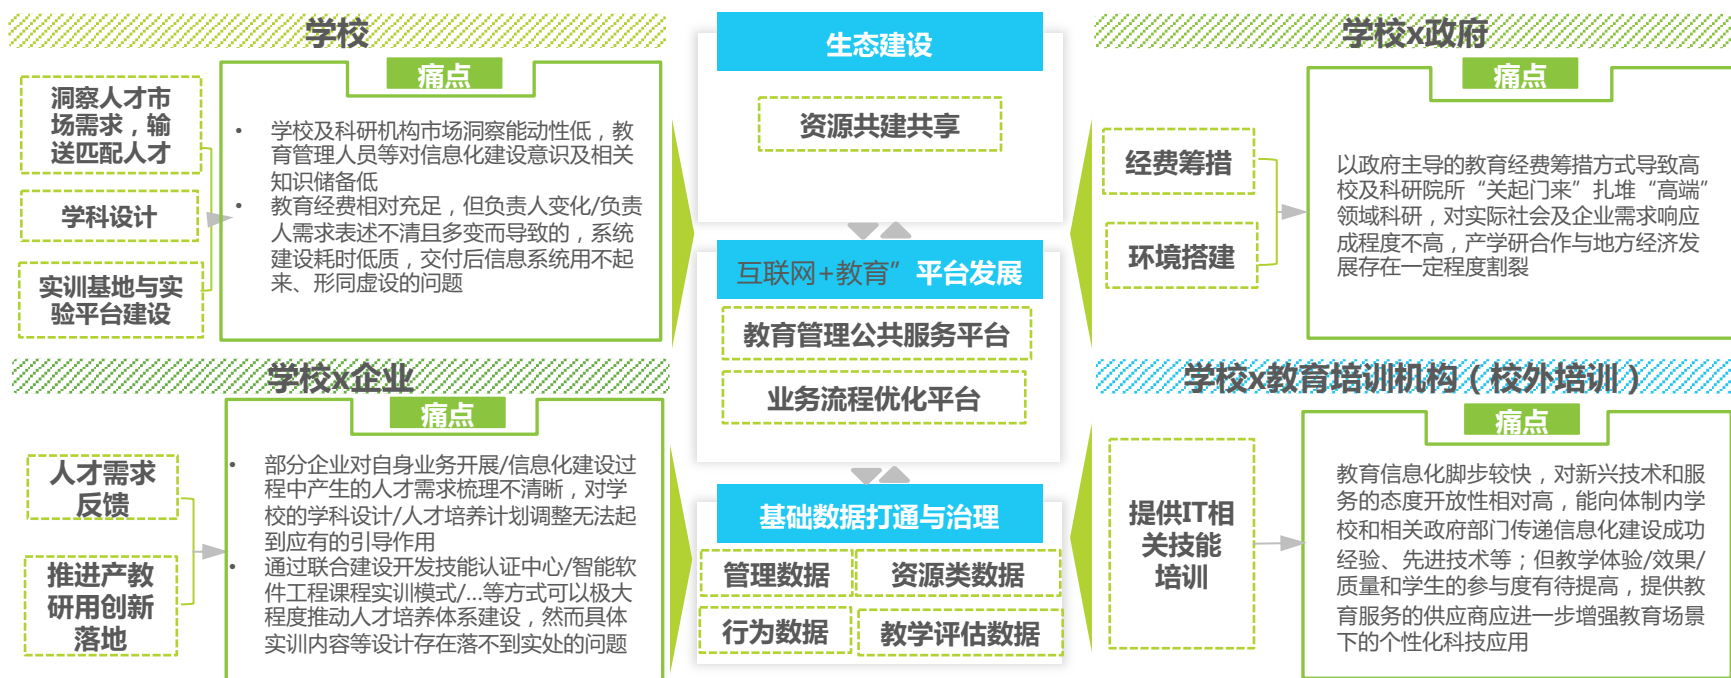 学校
洞察人才市
场需求，输
送匹配人才
学科设计
实训基地与实
验平台建设
痛点
• 学校及科研机构市场洞察能动性低，教
育管理人员等对信息化建设意识及相关
知识储备低
• 教育经费相对充足，但负责人变化/负责
人需求表述不清且多变而导致的，系统
建设耗时低质，交付后信息系统用不起
来、形同虚设的问题
学校x企业
人才需求
反馈
推进产教
研用创新
落地
痛点
• 部分企业对自身业务开展/信息化建设过
程中产生的人才需求梳理不清晰，对学
校的学科设计/人才培养计划调整无法起
到应有的引导作用
• 通过联合建设开发技能认证中心/智能软
件工程课程实训模式/...等方式可以极大
程度推动人才培养体系建设，然而具体
实训内容等设计存在落不到实处的问题
生态建设
资源共建共享
互联网+教育”平台发展
教育管理公共服务平台
业务流程优化平台
基础数据打通与治理
管理数据
资源类数据
行为数据
教学评估数据
学校x政府
经费筹措
环境搭建
痛点
以政府主导的教育经费筹措方式导致高
校及科研院所“关起门来”扎堆“高端”
领域科研，对实际社会及企业需求响应
成程度不高，产学研合作与地方经济发
展存在一定程度割裂
学校x教育培训机构（校外培训）
提供IT相
关技能
培训
痛点
教育信息化脚步较快，对新兴技术和服
务的态度开放性相对高，能向体制内学
校和相关政府部门传递信息化建设成功
经验、先进技术等；但教学体验/效果/
质量和学生的参与度有待提高，提供教
育服务的供应商应进一步增强教育场景
下的个性化科技应用